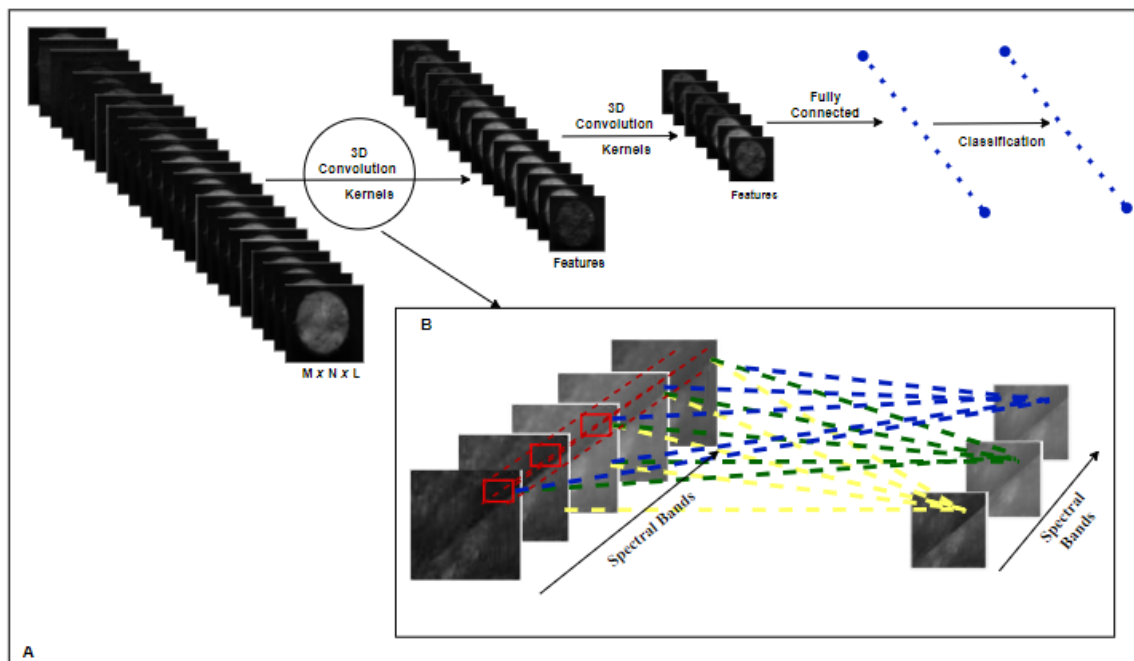 3D
Convolution
Kernels
3D
Convolution
Kernels
Fully
Connected
Classification
Features
Features
M x N x L
B
Spectral Bands
Spectral
Bands
A